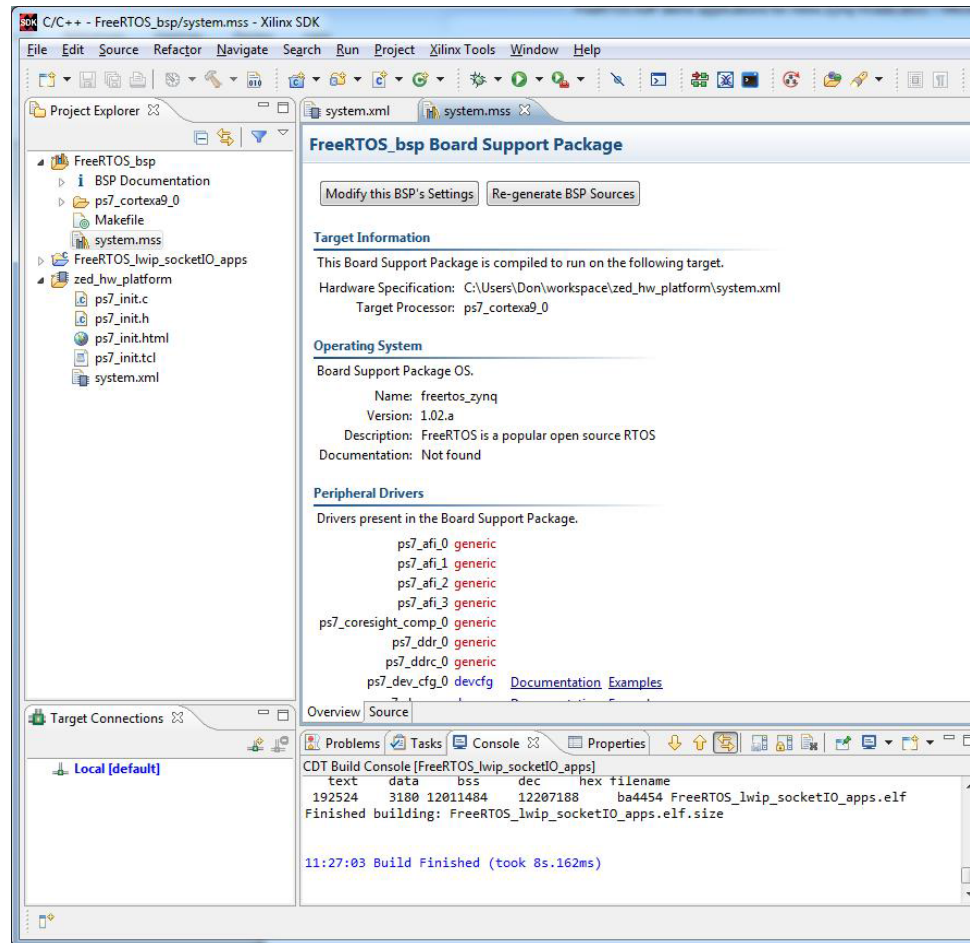 SDK C/C++ - FreeRTOS_bsp/system.mss - Xilinx SDK
File Edit Source Refactor Navigate Search Run Project Xilinx Tools Window Help
Project Explorer
FreeRTOS_bsp
BSP Documentation
ps7_cortexa9_0
Makefile
system.mss
FreeRTOS_lwip_socketIO_apps
zed_hw_platform
ps7_init.c
ps7_init.h
ps7_init.html
ps7_init.tcl
system.xml
system.xml system.mss
FreeRTOS_bsp Board Support Package
Modify this BSP's Settings Re-generate BSP Sources
Target Information
This Board Support Package is compiled to run on the following target.
Hardware Specification: C:\Users\Don\workspace\zed_hw_platform\system.xml
Target Processor: ps7_cortexa9_0
Operating System
Board Support Package OS.
Name: freertos_zynq
Version: 1.02.a
Description: FreeRTOS is a popular open source RTOS
Documentation: Not found
Peripheral Drivers
Drivers present in the Board Support Package.
ps7_afi_0 generic
ps7_afi_1 generic
ps7_afi_2 generic
ps7_afi_3 generic
ps7_coresight_comp_0 generic
ps7_ddr_0 generic
ps7_ddrc_0 generic
ps7_dev_cfg_0 devcfg Documentation Examples
Overview Source
Target Connections
Local [default]
Problems Tasks Console Properties
CDT Build Console [FreeRTOS_lwip_socketIO_apps]
text data bss dec hex filename
192524 3180 12011484 12207188 ba4454 FreeRTOS_lwip_socketIO_apps.elf
Finished building: FreeRTOS_lwip_socketIO_apps.elf.size
11:27:03 Build Finished (took 8s.162ms)